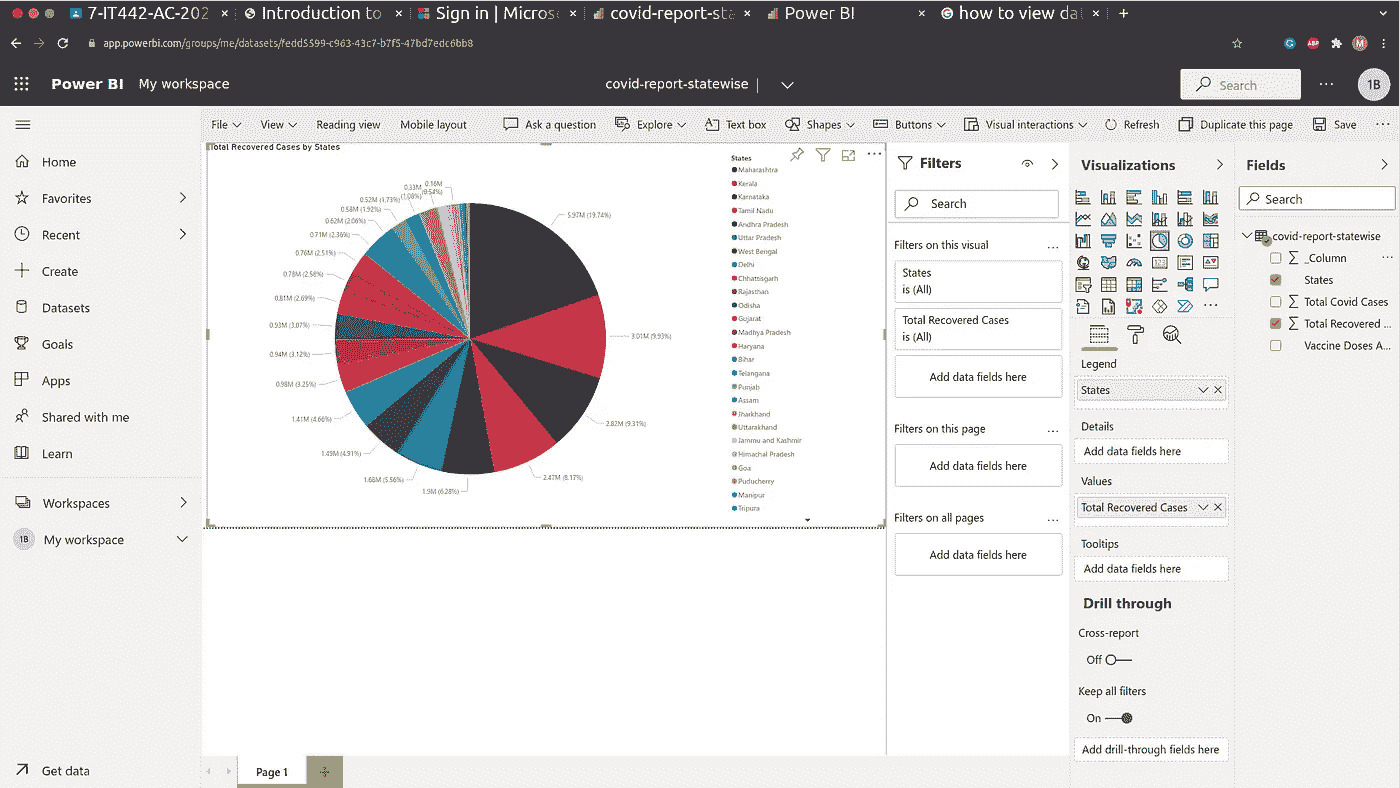 7-IT442-AC-202
Introduction to
Sign in | Micros
covid-report-sta
Power BI
how to view dat
app.powerbi.com/groups/me/datasets/fedd5599-c963-43c7-b7f5-47bd7edc6bb8
ABP
M
Power BI My workspace
covid-report-statewise
Search
1B
File View Reading view Mobile layout Ask a question Explore Text box Shapes Buttons Visual interactions Refresh Duplicate this page Save
Home
Favorites
Recent
Create
Datasets
Goals
Apps
Shared with me
Learn
Workspaces
1B My workspace
Get data
Total Recovered Cases by States
5.97M (19.74%)
3.01M (9.93%)
2.82M (9.31%)
2.47M (8.17%)
1.9M (6.28%)
1.68M (5.56%)
1.49M (4.91%)
1.41M (4.66%)
0.98M (3.25%)
0.94M (3.12%)
0.93M (3.07%)
0.81M (2.69%)
0.78M (2.58%)
0.76M (2.51%)
0.71M (2.36%)
0.62M (2.06%)
0.58M (1.92%)
0.52M (1.73%)
0.33M (1.08%)
0.16M (0.54%)
States
Maharashtra
Kerala
Karnataka
Tamil Nadu
Andhra Pradesh
Uttar Pradesh
West Bengal
Delhi
Chhattisgarh
Rajasthan
Odisha
Gujarat
Madhya Pradesh
Haryana
Bihar
Telangana
Punjab
Assam
Jharkhand
Uttarakhand
Jammu and Kashmir
Himachal Pradesh
Goa
Puducherry
Manipur
Tripura
Page 1
Filters
Search
Filters on this visual
States
is (All)
Total Recovered Cases
is (All)
Add data fields here
Filters on this page
Add data fields here
Filters on all pages
Add data fields here
Visualizations
Legend
States
Details
Add data fields here
Values
Total Recovered Cases
Tooltips
Add data fields here
Drill through
Cross-report
Off
Keep all filters
On
Add drill-through fields here
Fields
Search
covid-report-statewise
_Column
States
Total Covid Cases
Total Recovered ...
Vaccine Doses A...